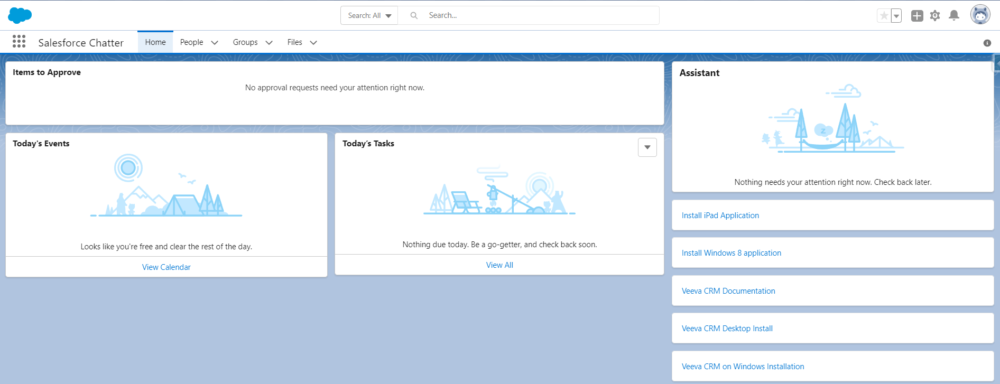 Search: All
Search...
Salesforce Chatter
Home
People
Groups
Files
Items to Approve
No approval requests need your attention right now.
Today's Events
Looks like you're free and clear the rest of the day.
View Calendar
Today's Tasks
Nothing due today. Be a go-getter, and check back soon.
View All
Assistant
z
Nothing needs your attention right now. Check back later.
Install iPad Application
Install Windows 8 application
Veeva CRM Documentation
Veeva CRM Desktop Install
Veeva CRM on Windows Installation